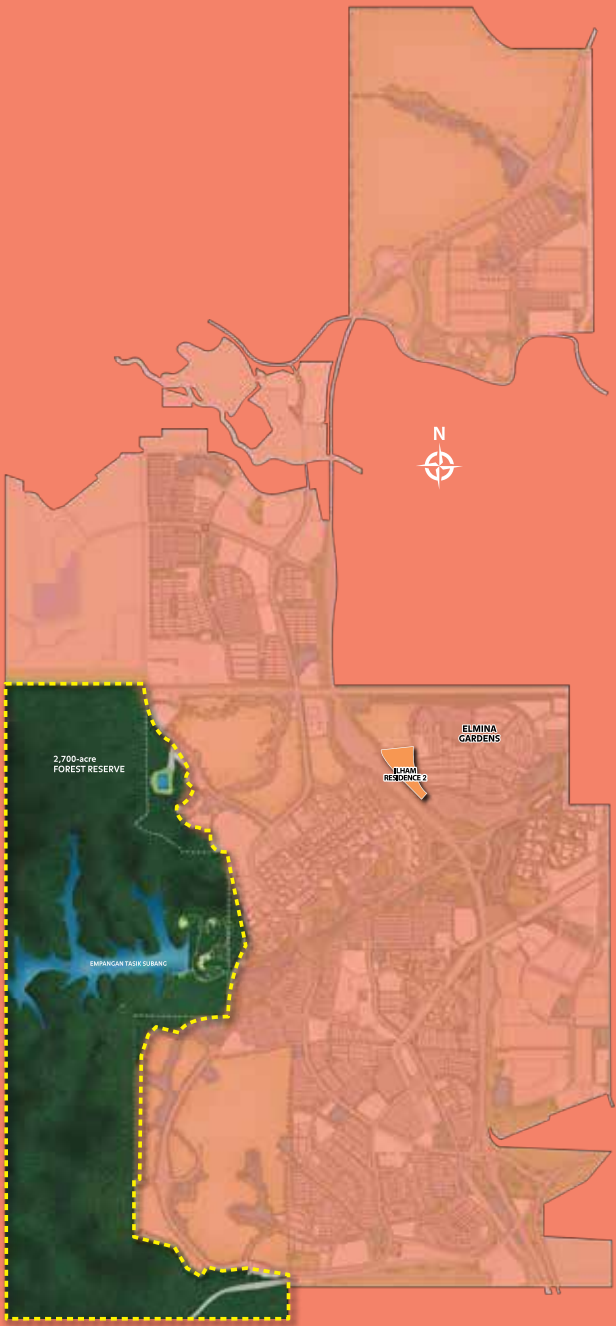 N
ELMINA
GARDENS
2,700-acre
FOREST RESERVE
ILHAM
RESIDENCE 2
EMPANGAN TASIK SUBANG